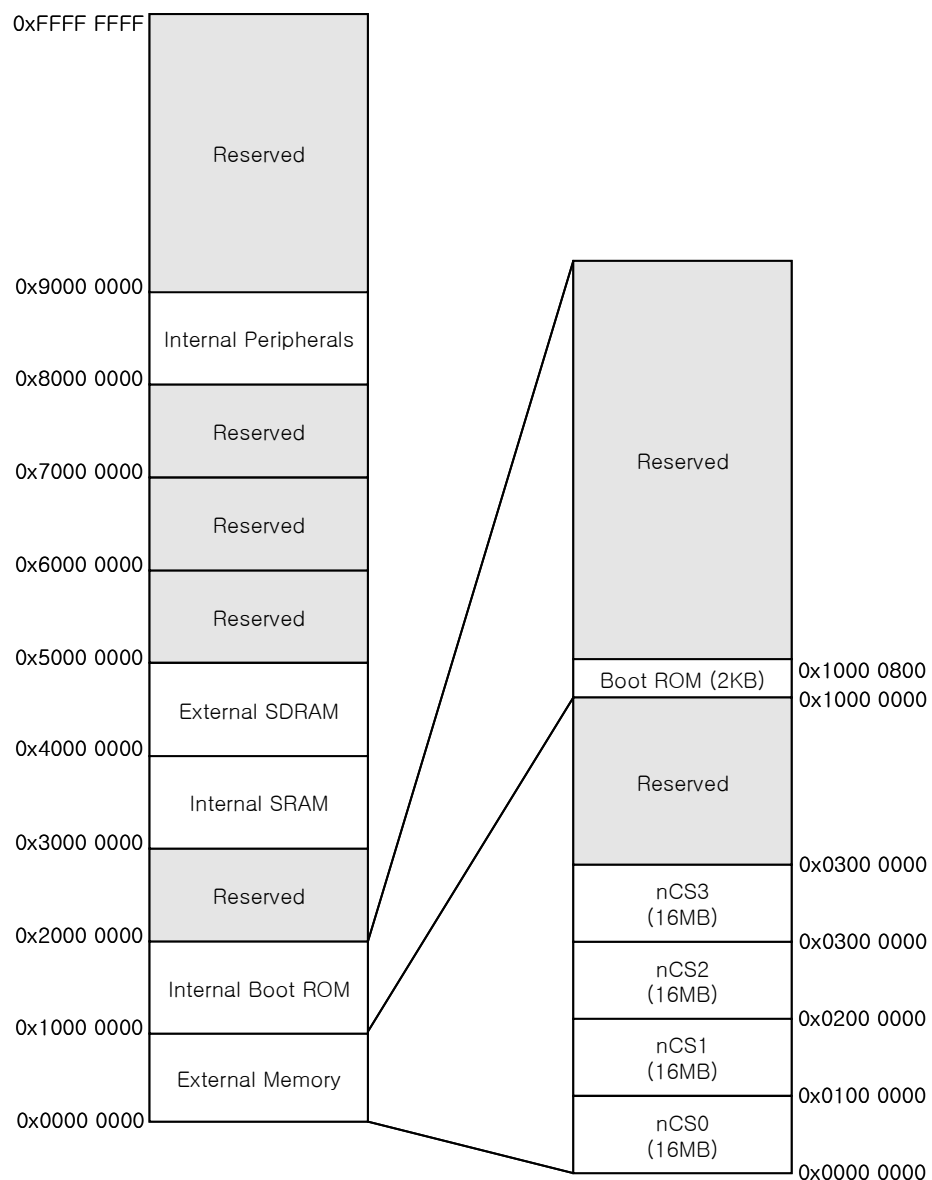 0xFFFF FFFF
Reserved
0x9000 0000
Internal Peripherals
0x8000 0000
Reserved
0x7000 0000
Reserved
0x6000 0000
Reserved
0x5000 0000
External SDRAM
0x4000 0000
Internal SRAM
0x3000 0000
Reserved
0x2000 0000
Internal Boot ROM
0x1000 0000
External Memory
0x0000 0000
Reserved
0x1000 0800
Boot ROM (2KB)
0x1000 0000
Reserved
0x0300 0000
nCS3
(16MB)
0x0300 0000
nCS2
(16MB)
0x0200 0000
nCS1
(16MB)
0x0100 0000
nCS0
(16MB)
0x0000 0000